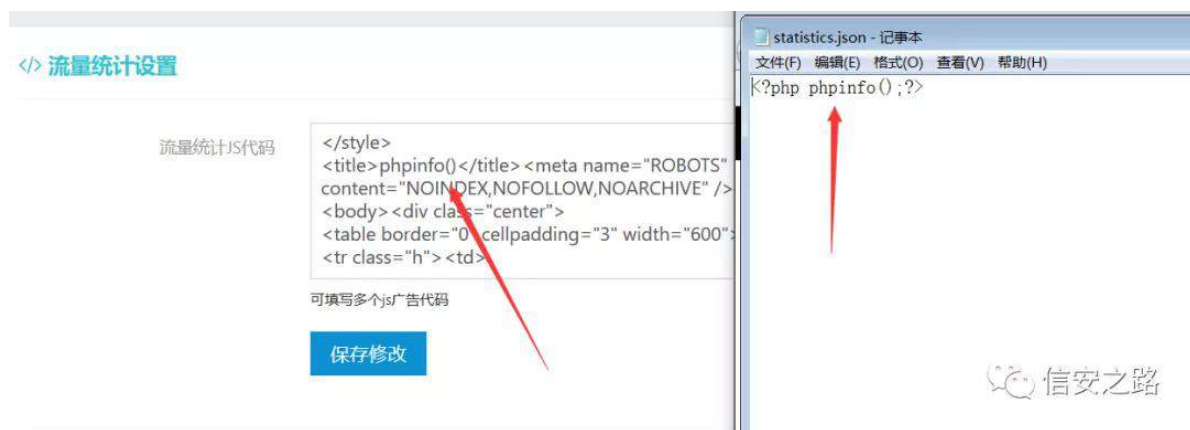 </> 流量统计设置
流量统计JS代码
</style>
<title>phpinfo()</title><meta name="ROBOTS"
content="NOINDEX,NOFOLLOW,NOARCHIVE" />
<body><div class="center">
<table border="0" cellpadding="3" width="600">
<tr class="h"><td>
可填写多个js广告代码
保存修改
statistics.json - 记事本
文件(F) 编辑(E) 格式(O) 查看(V) 帮助(H)
<?php phpinfo();?>
信安之路